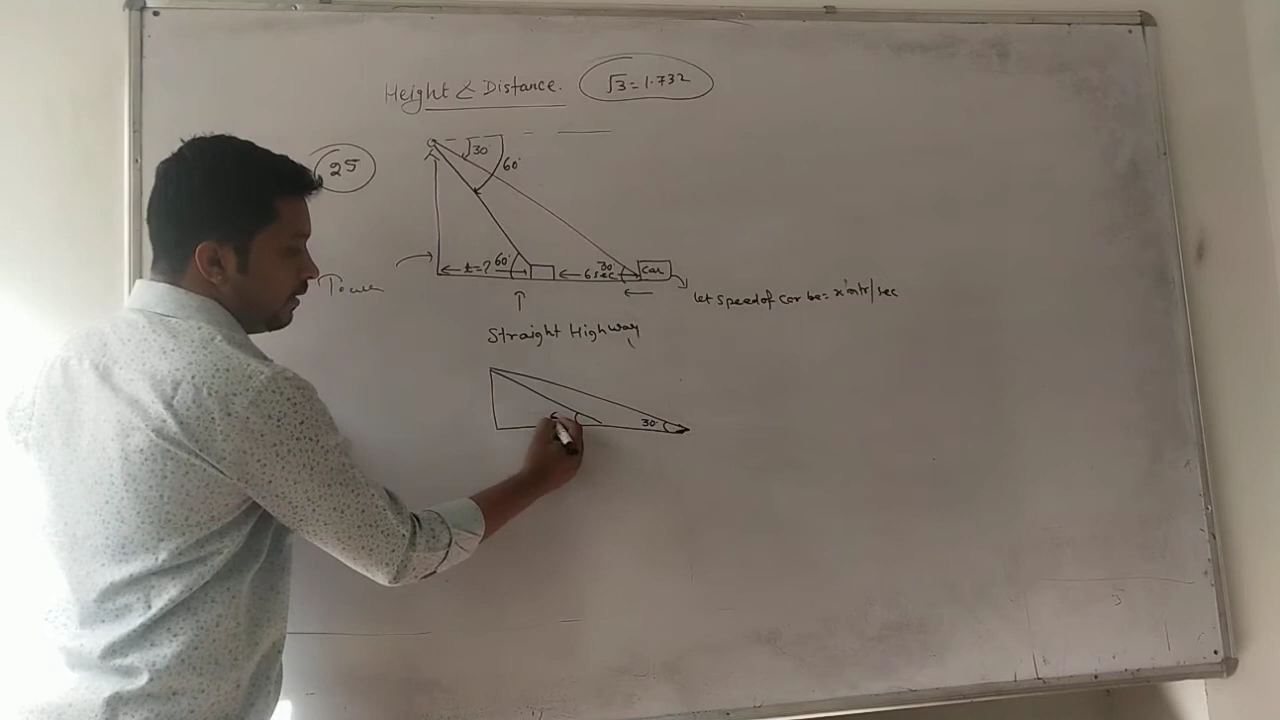 Height & Distance.
√3=1.732
25
30°
60°
t=?
60°
6 sec
30°
Car
Tower
let speed of car be = x mtr/sec
Straight Highway
30°